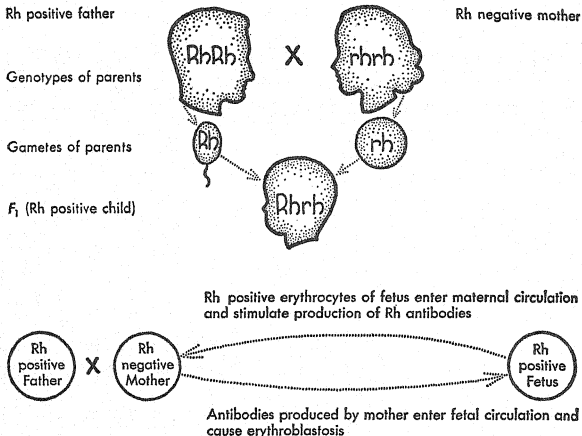 Rh positive father
Rh negative mother
RhRh
X
rhrh
Genotypes of parents
Gametes of parents
Rh
rh
F₁ (Rh positive child)
Rhrh
Rh positive erythrocytes of fetus enter maternal circulation
and stimulate production of Rh antibodies
Rh
positive
Father
X
Rh
negative
Mother
Rh
positive
Fetus
Antibodies produced by mother enter fetal circulation and
cause erythroblastosis